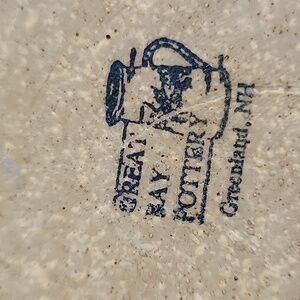 GREAT
BAY
POTTERY
Greenland, NH